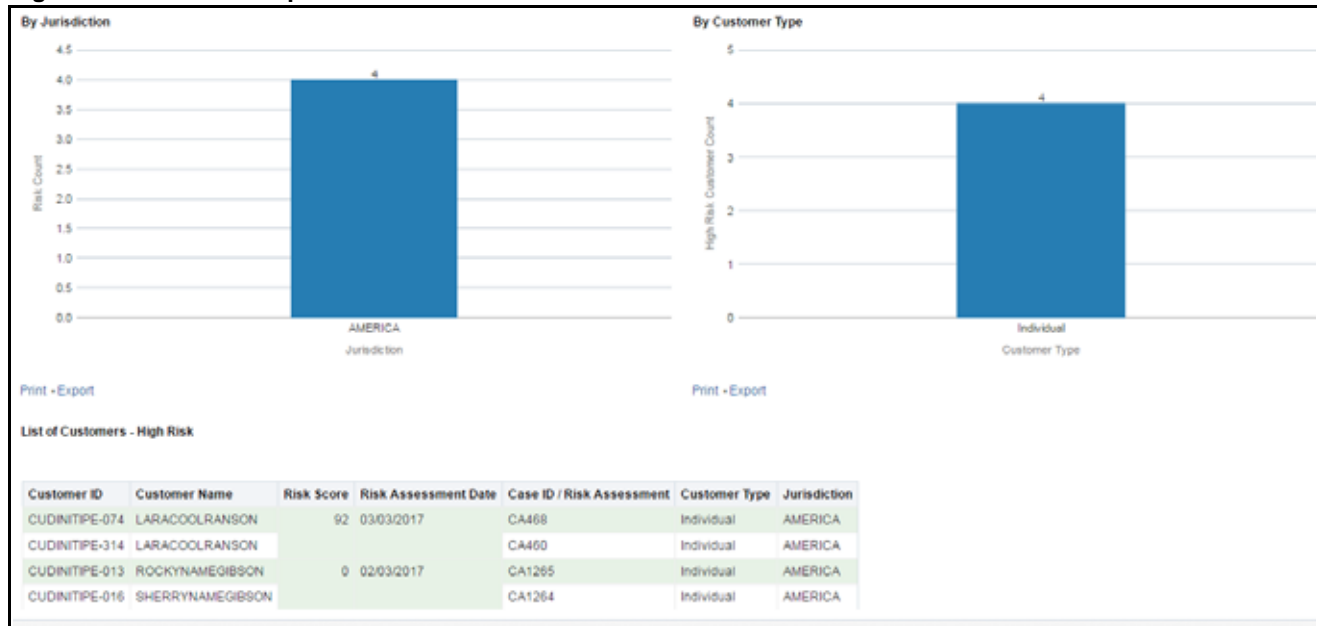 By Jurisdiction
4.5
4.0
3.5
3.0
2.5
2.0
1.5
1.0
0.5
0.0
Risk Count
4
AMERICA
Jurisdiction
Print - Export
By Customer Type
5
4
3
2
1
0
High Risk Customer Count
4
Individual
Customer Type
Print - Export
List of Customers - High Risk
Customer ID Customer Name Risk Score Risk Assessment Date Case ID / Risk Assessment Customer Type Jurisdiction
CUDINITIPE-074 LARACOOLRANSON 92 03/03/2017 CA468 Individual AMERICA
CUDINITIPE-314 LARACOOLRANSON CA460 Individual AMERICA
CUDINITIPE-013 ROCKYNAMEGIBSON 0 02/03/2017 CA1265 Individual AMERICA
CUDINITIPE-016 SHERRYNAMEGIBSON CA1264 Individual AMERICA